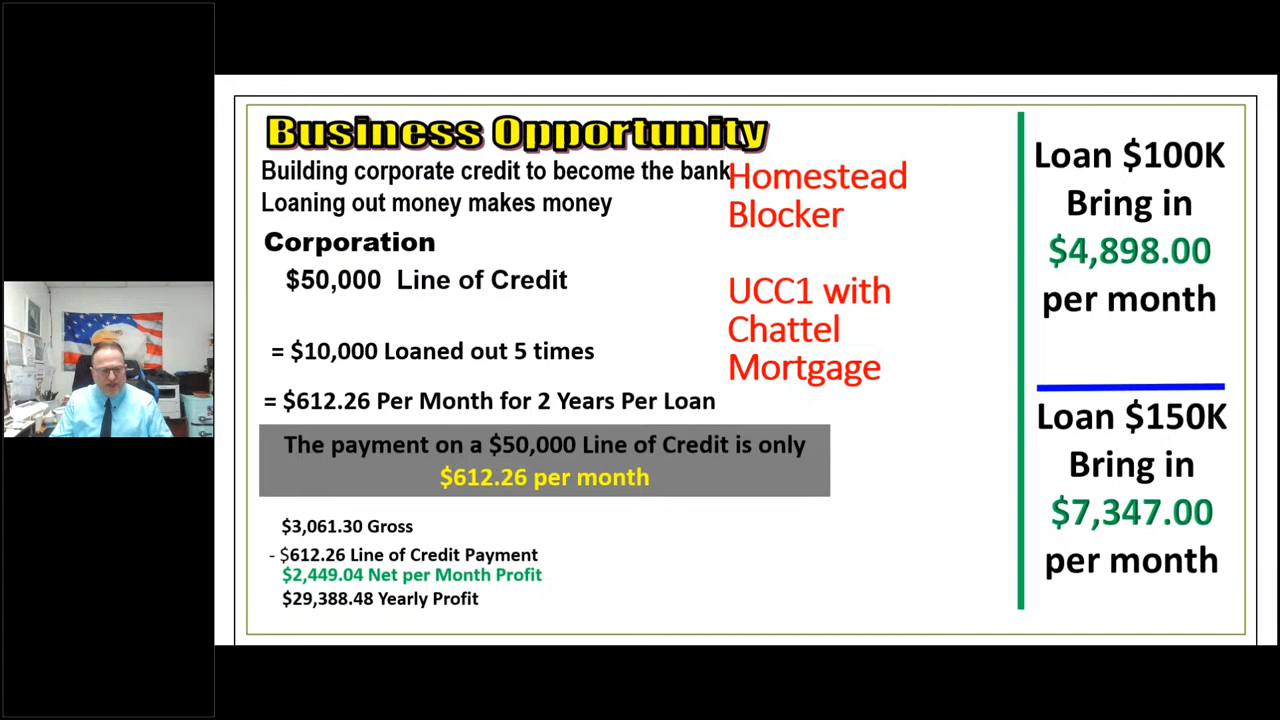 Business Opportunity
Building corporate credit to become the bank
Loaning out money makes money
Corporation
$50,000 Line of Credit
= $10,000 Loaned out 5 times
= $612.26 Per Month for 2 Years Per Loan
The payment on a $50,000 Line of Credit is only
$612.26 per month
$3,061.30 Gross
- $612.26 Line of Credit Payment
$2,449.04 Net per Month Profit
$29,388.48 Yearly Profit
Homestead
Blocker
UCC1 with
Chattel
Mortgage
Loan $100K
Bring in
$4,898.00
per month
Loan $150K
Bring in
$7,347.00
per month